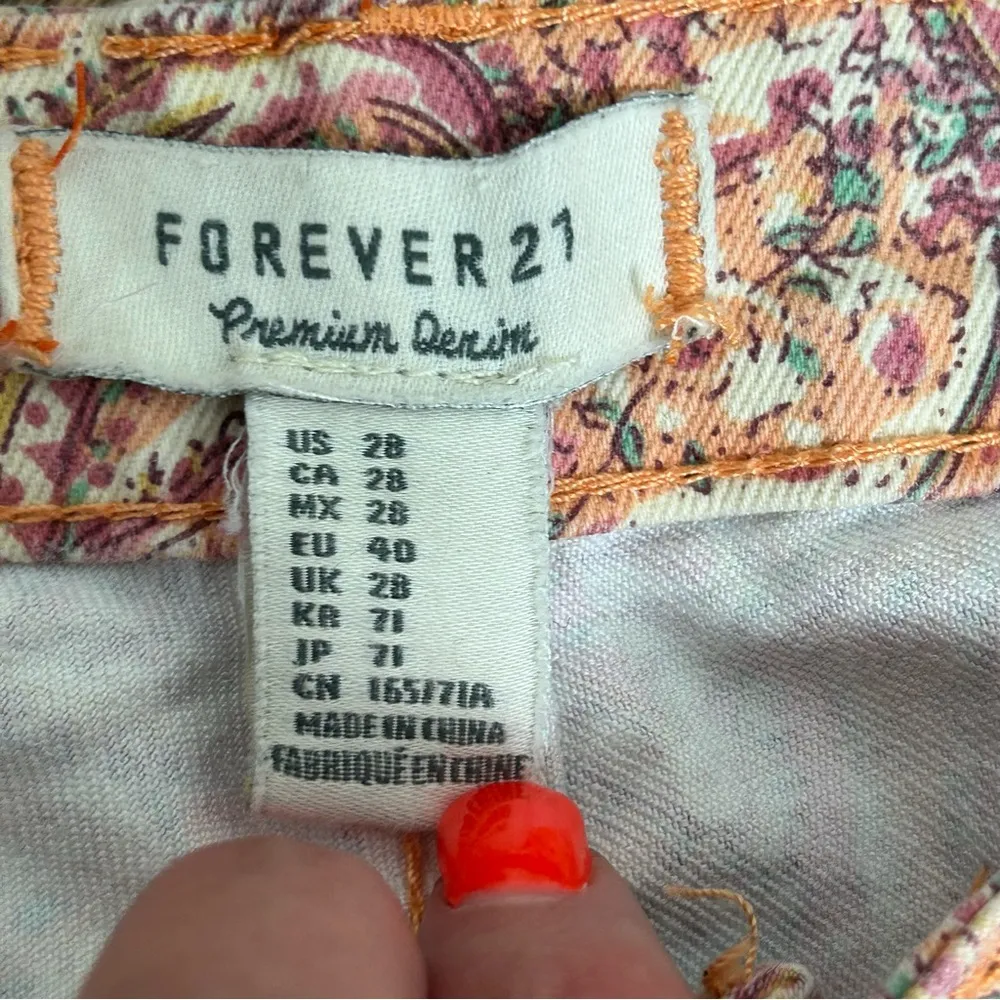 FOREVER 21
Premium Denim
US 28
CA 28
MX 28
EU 40
UK 28
KR 71
JP 71
CN 165/71A
MADE IN CHINA
FABRIQUÉ EN CHINE